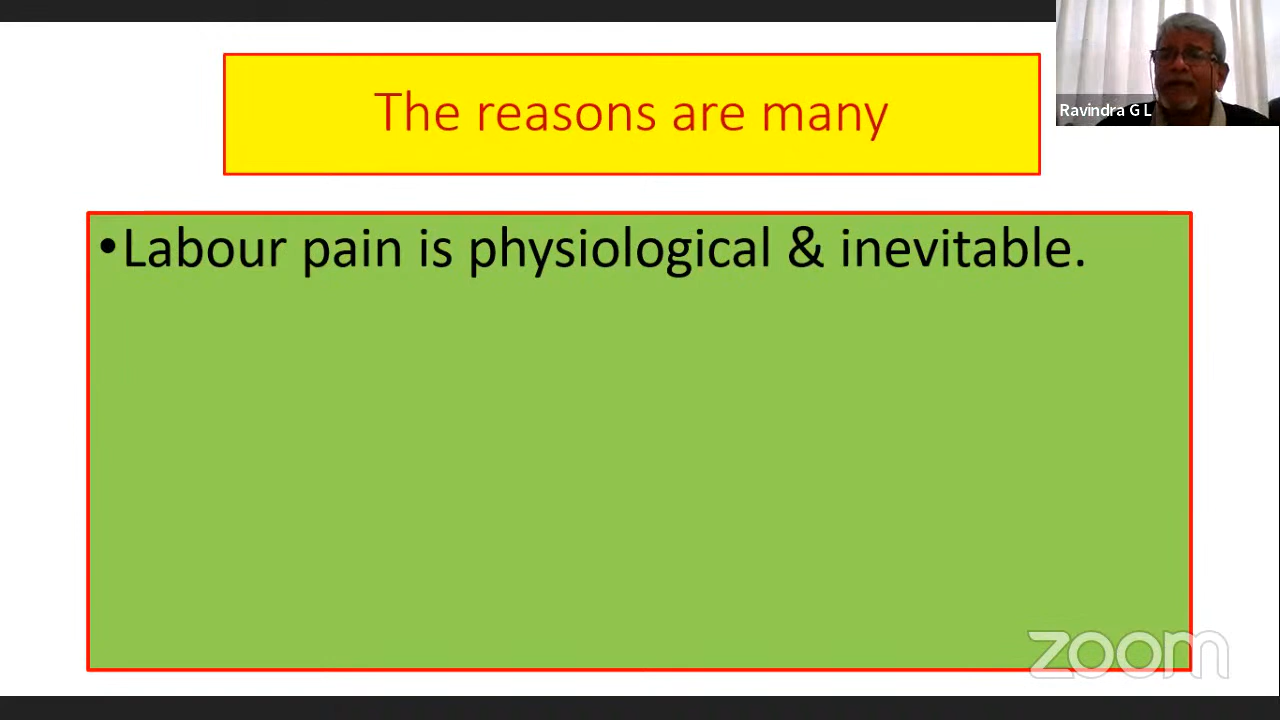 The reasons are many
Ravindra G L
•Labour pain is physiological & inevitable.
zoom